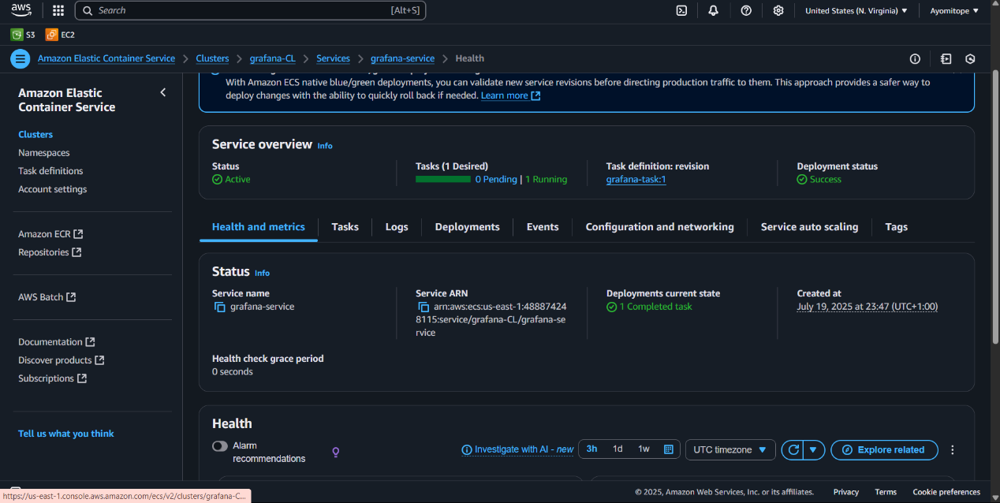 aws
Search [Alt+S]
United States (N. Virginia) ▼ Ayomitope ▼
S3 EC2
Amazon Elastic Container Service > Clusters > grafana-CL > Services > grafana-service > Health
Amazon Elastic
Container Service
Clusters
Namespaces
Task definitions
Account settings
Amazon ECR
Repositories
AWS Batch
Documentation
Discover products
Subscriptions
Tell us what you think
With Amazon ECS native blue/green deployments, you can validate new service revisions before directing production traffic to them. This approach provides a safer way to
deploy changes with the ability to quickly roll back if needed. Learn more
Service overview Info
Status
Active
Tasks (1 Desired)
0 Pending | 1 Running
Task definition: revision
grafana-task:1
Deployment status
Success
Health and metrics Tasks Logs Deployments Events Configuration and networking Service auto scaling Tags
Status Info
Service name
grafana-service
Service ARN
arn:aws:ecs:us-east-1:48887424
8115:service/grafana-CL/grafana-se
rvice
Deployments current state
1 Completed task
Created at
July 19, 2025 at 23:47 (UTC+1:00)
Health check grace period
0 seconds
Health
Alarm
recommendations
Investigate with AI - new 3h 1d 1w UTC timezone Explore related
https://us-east-1.console.aws.amazon.com/ecs/v2/clusters/grafana-C...
© 2025, Amazon Web Services, Inc. or its affiliates. Privacy Terms Cookie preferences